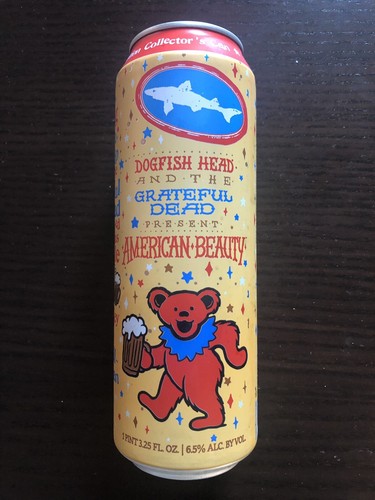 Collector's Can
DOGFISH HEAD
AND THE
GRATEFUL
DEAD
PRESENT
AMERICAN BEAUTY
1 PINT 3.25 FL. OZ. | 6.5% ALC. BY VOL.